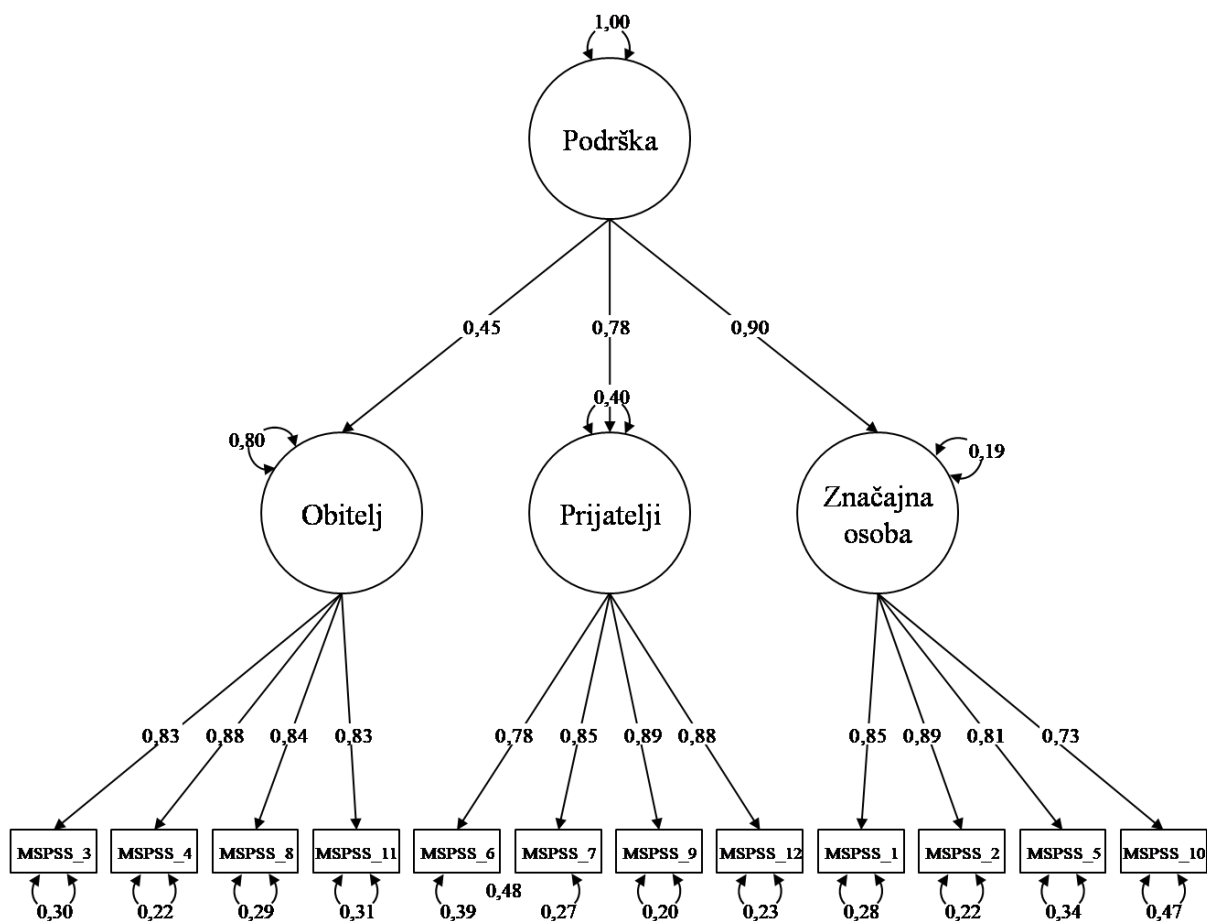 1,00
Podrška
0,45
0,78
0,90
0,80
0,40
0,19
Obitelj
Prijatelji
Značajna
osoba
0,83
0,88
0,84
0,83
0,78
0,85
0,89
0,88
0,85
0,89
0,81
0,73
MSPSS_3
MSPSS_4
MSPSS_8
MSPSS_11
MSPSS_6
MSPSS_7
MSPSS_9
MSPSS_12
MSPSS_1
MSPSS_2
MSPSS_5
MSPSS_10
0,48
0,30
0,22
0,29
0,31
0,39
0,27
0,20
0,23
0,28
0,22
0,34
0,47